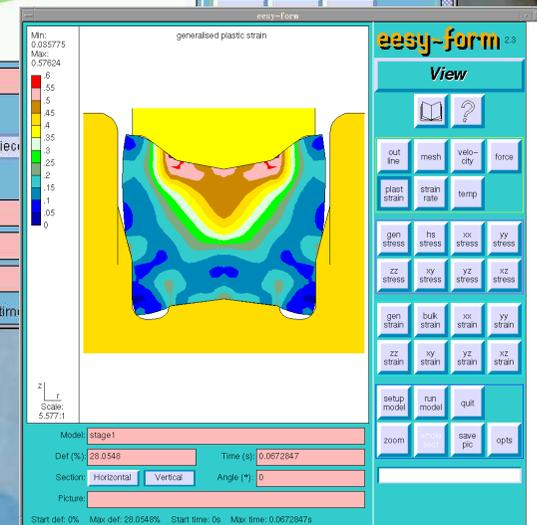 eesy-form
Min:
0.035775
Max:
0.57624
generalised plastic strain
.6
.55
.5
.45
.4
.35
.3
.25
.2
.15
.1
.05
0
z
r
Scale:
5.577:1
eesy-form 2.3
View
?
out line
mesh
velo-city
force
plast strain
strain rate
temp
gen stress
hs stress
xx stress
yy stress
zz stress
xy stress
yz stress
xz stress
gen strain
bulk strain
xx strain
yy strain
zz strain
xy strain
yz strain
xz strain
setup model
run model
quit
zoom
save pic
opts
Model: stage1
Def (%): 28.0548 Time (s): 0.0672847
Section: Horizontal Vertical Angle (°): 0
Picture:
Start def: 0% Max def: 28.0548% Start time: 0s Max time: 0.0672847s